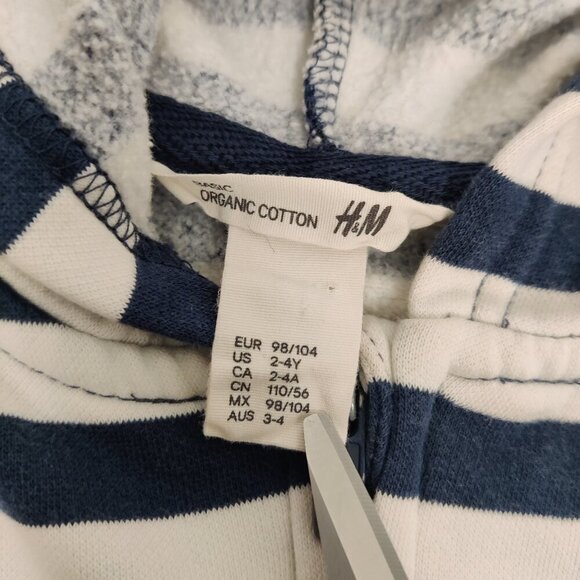 BASIC
ORGANIC COTTON H&M
EUR 98/104
US 2-4Y
CA 2-4A
CN 110/56
MX 98/104
AUS 3-4